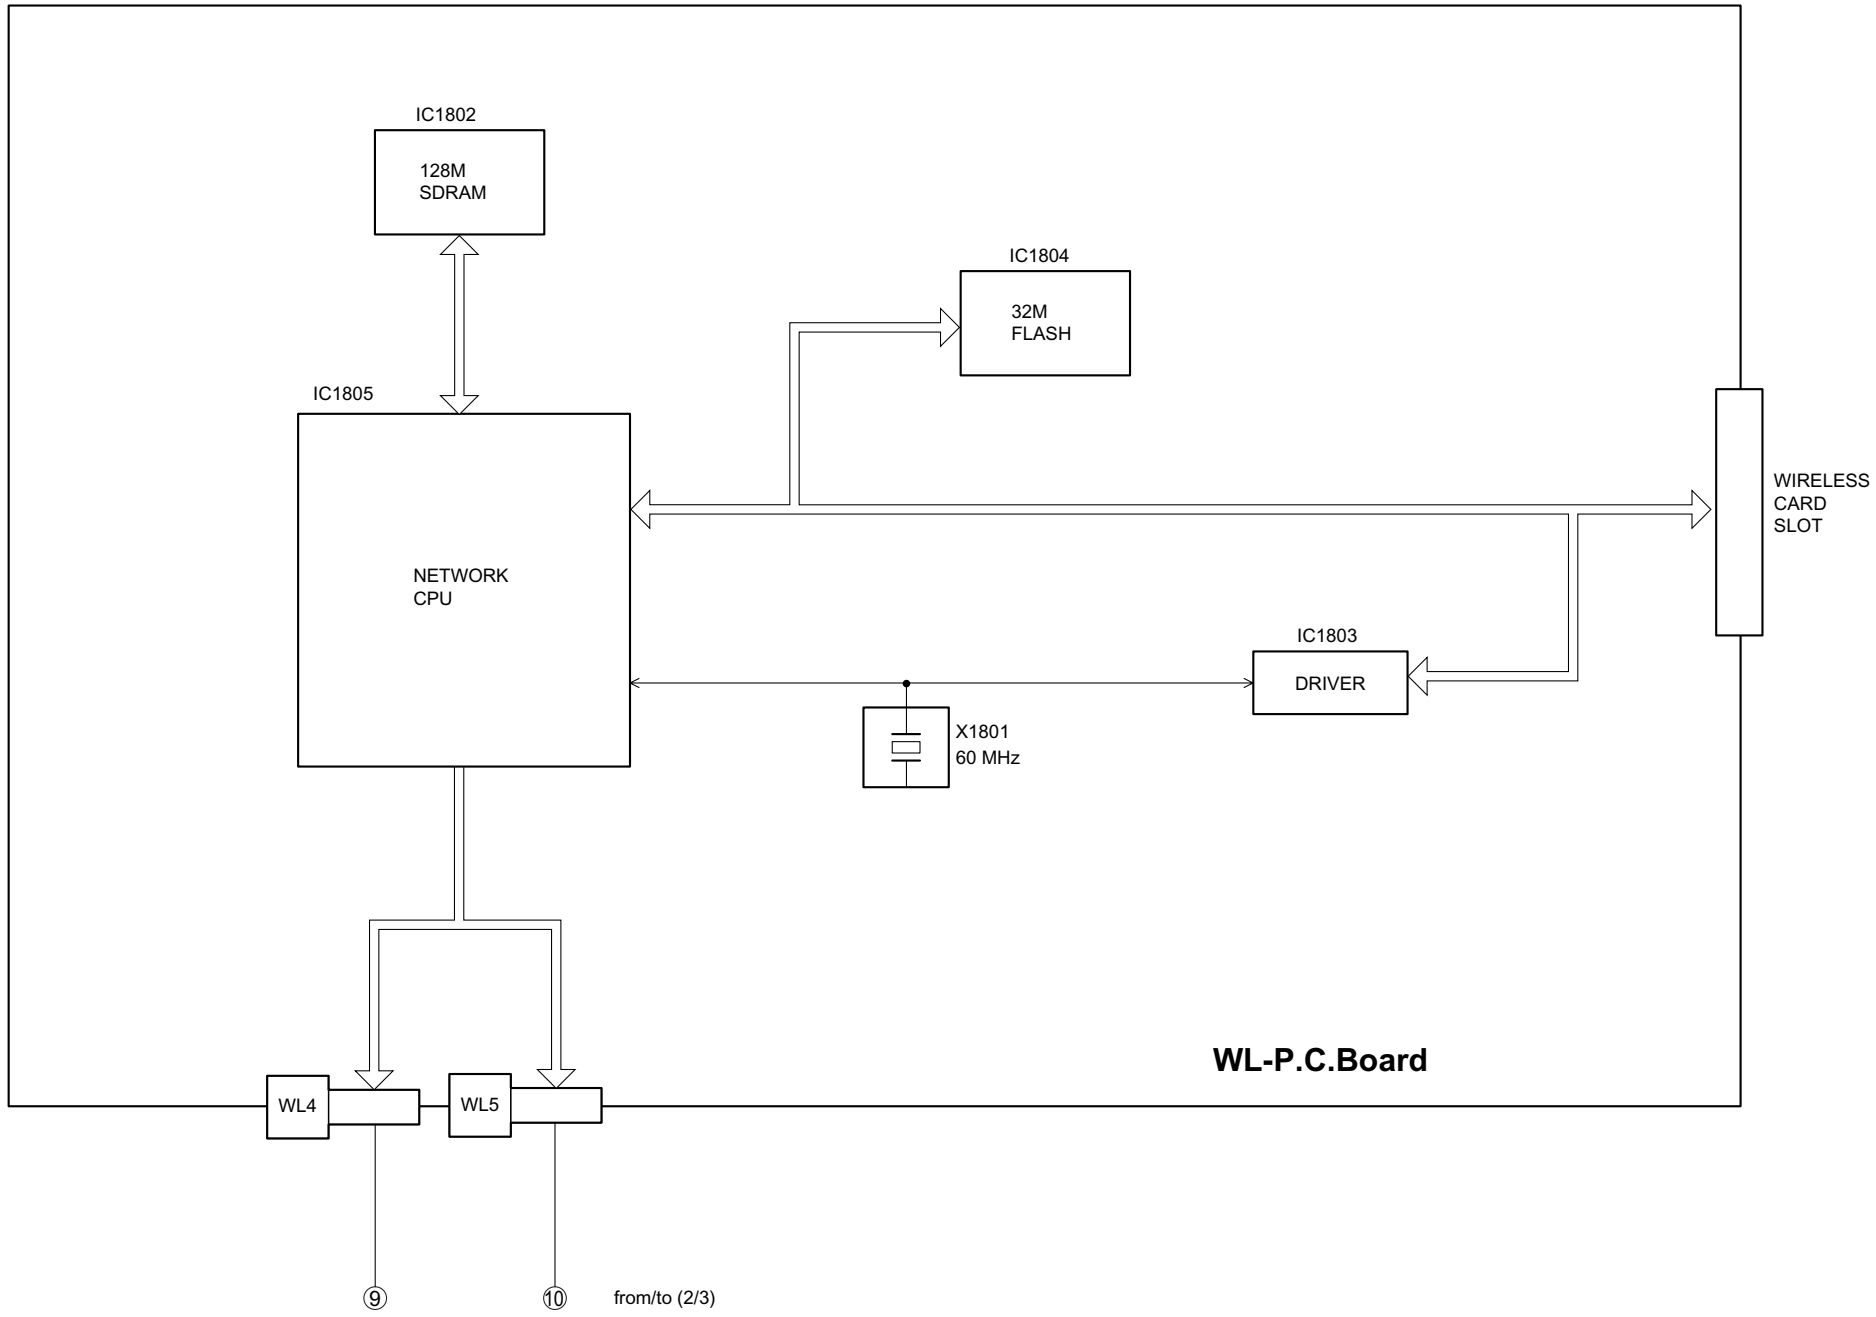 IC1802
128M
SDRAM
IC1804
32M
FLASH
IC1805
NETWORK
CPU
WIRELESS
CARD
SLOT
IC1803
DRIVER
X1801
60 MHz
WL-P.C.Board
WL4
WL5
9
10
from/to (2/3)